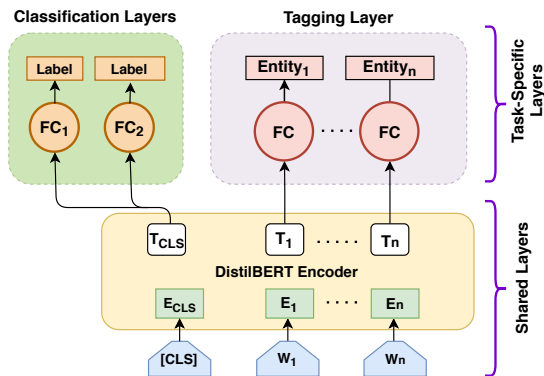 Classification Layers
Tagging Layer
Label
Label
Entity1
Entityn
FC1
FC2
FC
. . . .
FC
Task-Specific
Layers
TCLS
T1
. . . . .
Tn
DistilBERT Encoder
ECLS
E1
. . . .
En
[CLS]
W1
Wn
Shared Layers